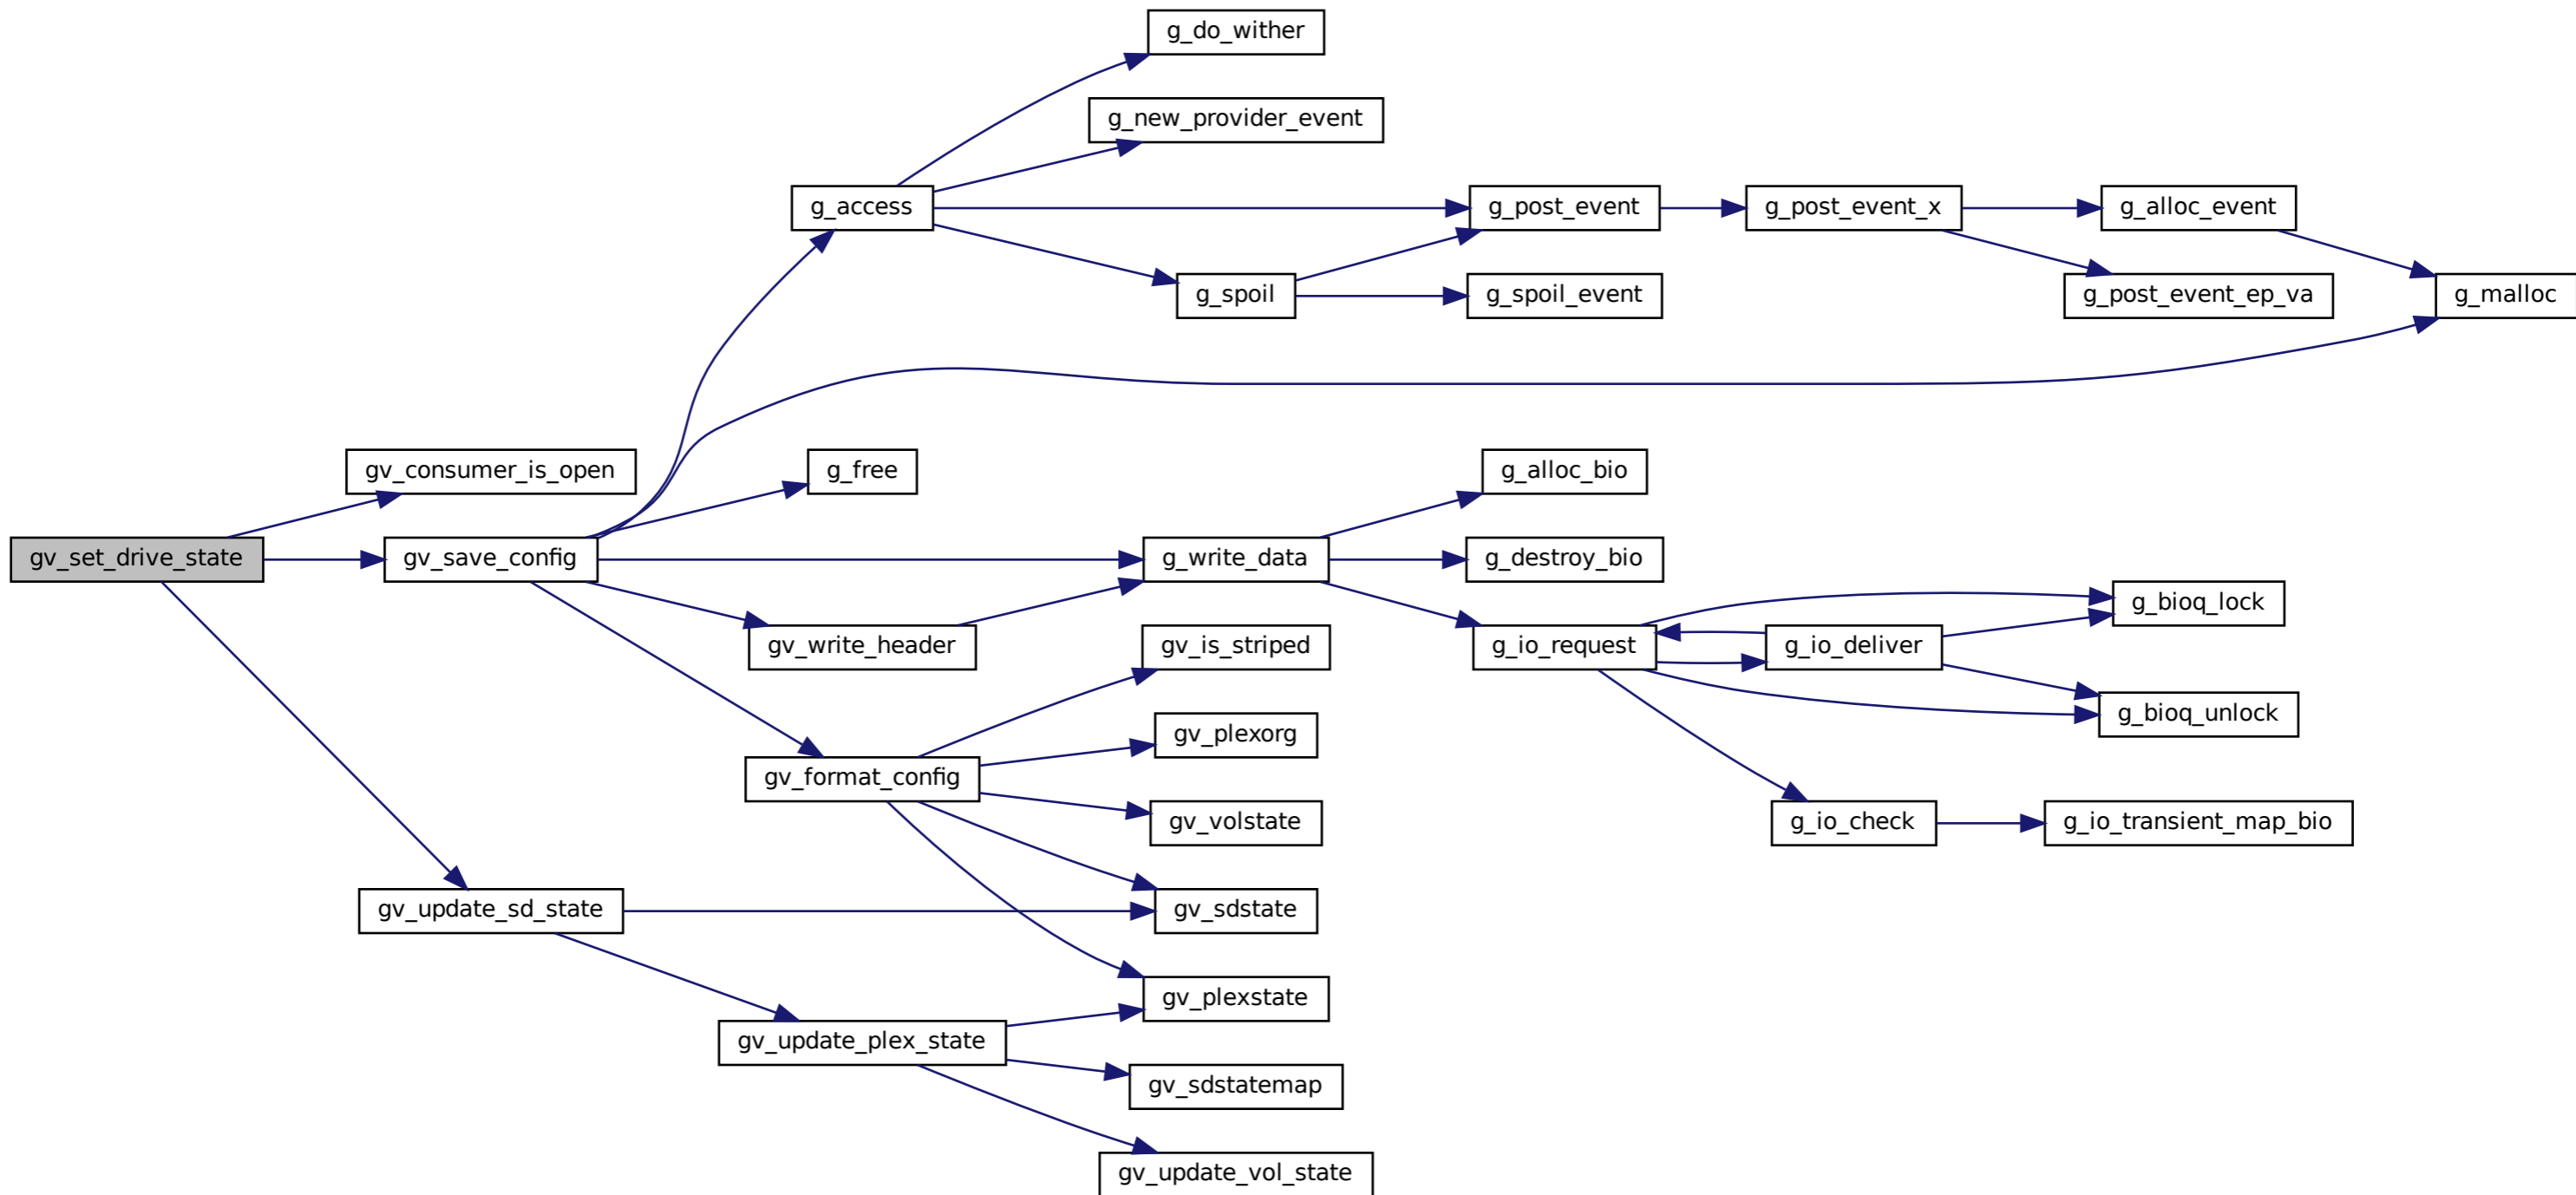 g_do_wither
g_new_provider_event
g_access
g_post_event
g_post_event_x
g_alloc_event
g_spoil
g_spoil_event
g_post_event_ep_va
g_malloc
gv_consumer_is_open
g_free
g_alloc_bio
gv_set_drive_state
gv_save_config
g_write_data
g_destroy_bio
g_bioq_lock
gv_write_header
gv_is_striped
g_io_request
g_io_deliver
g_bioq_unlock
gv_plexorg
gv_format_config
gv_volstate
g_io_check
g_io_transient_map_bio
gv_update_sd_state
gv_sdstate
gv_plexstate
gv_update_plex_state
gv_sdstatemap
gv_update_vol_state